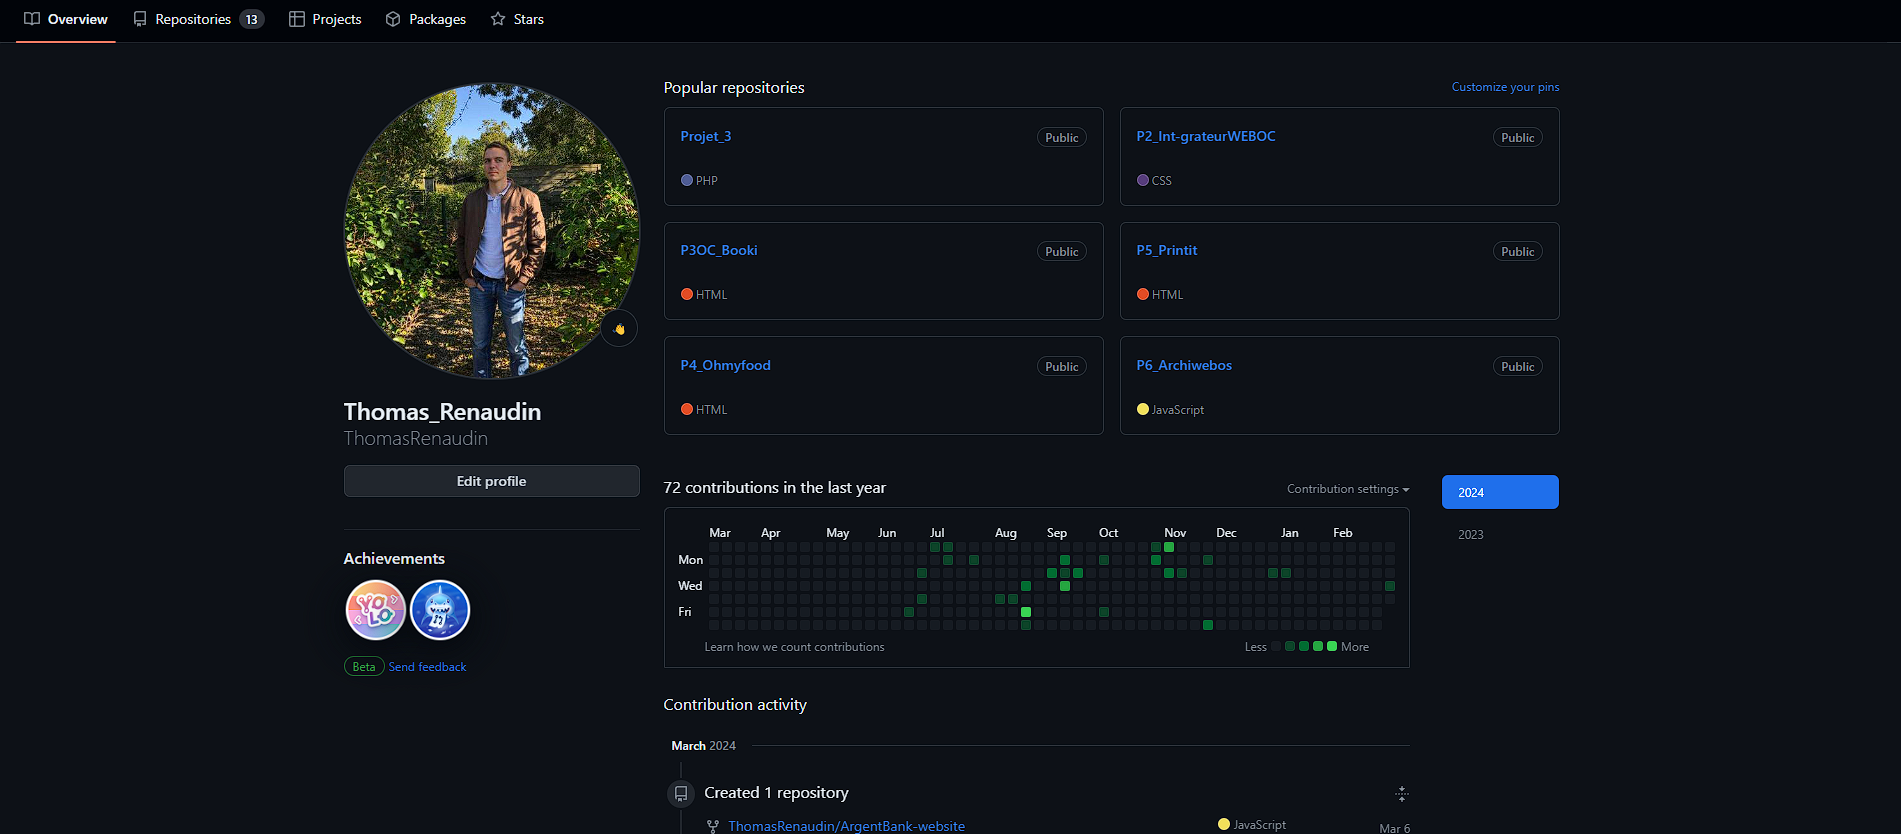 Overview Repositories 13 Projects Packages Stars
Thomas_Renaudin
ThomasRenaudin
Edit profile
Achievements
YOLO
Beta Send feedback
Popular repositories Customize your pins
Projet_3 Public
PHP
P2_Int-grateurWEBOC Public
CSS
P3OC_Booki Public
HTML
P5_Printit Public
HTML
P4_Ohmyfood Public
HTML
P6_Archiwebos Public
JavaScript
72 contributions in the last year Contribution settings
2024
2023
Mar Apr May Jun Jul Aug Sep Oct Nov Dec Jan Feb
Mon
Wed
Fri
Learn how we count contributions Less More
Contribution activity
March 2024
Created 1 repository
ThomasRenaudin/ArgentBank-website JavaScript Mar 6